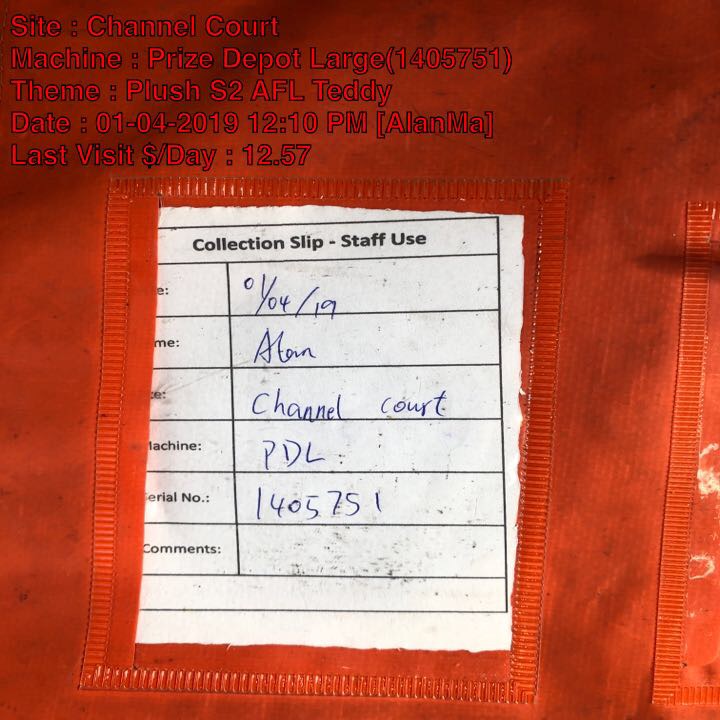 Site : Channel Court
Machine : Prize Depot Large(1405751)
Theme : Plush S2 AFL Teddy
Date : 01-04-2019 12:10 PM [AlanMa]
Last Visit $/Day : 12.57
Collection Slip - Staff Use
e: 01/04/19
me: Alan
e: Channel court
Machine: PDL
erial No.: 1405751
Comments: